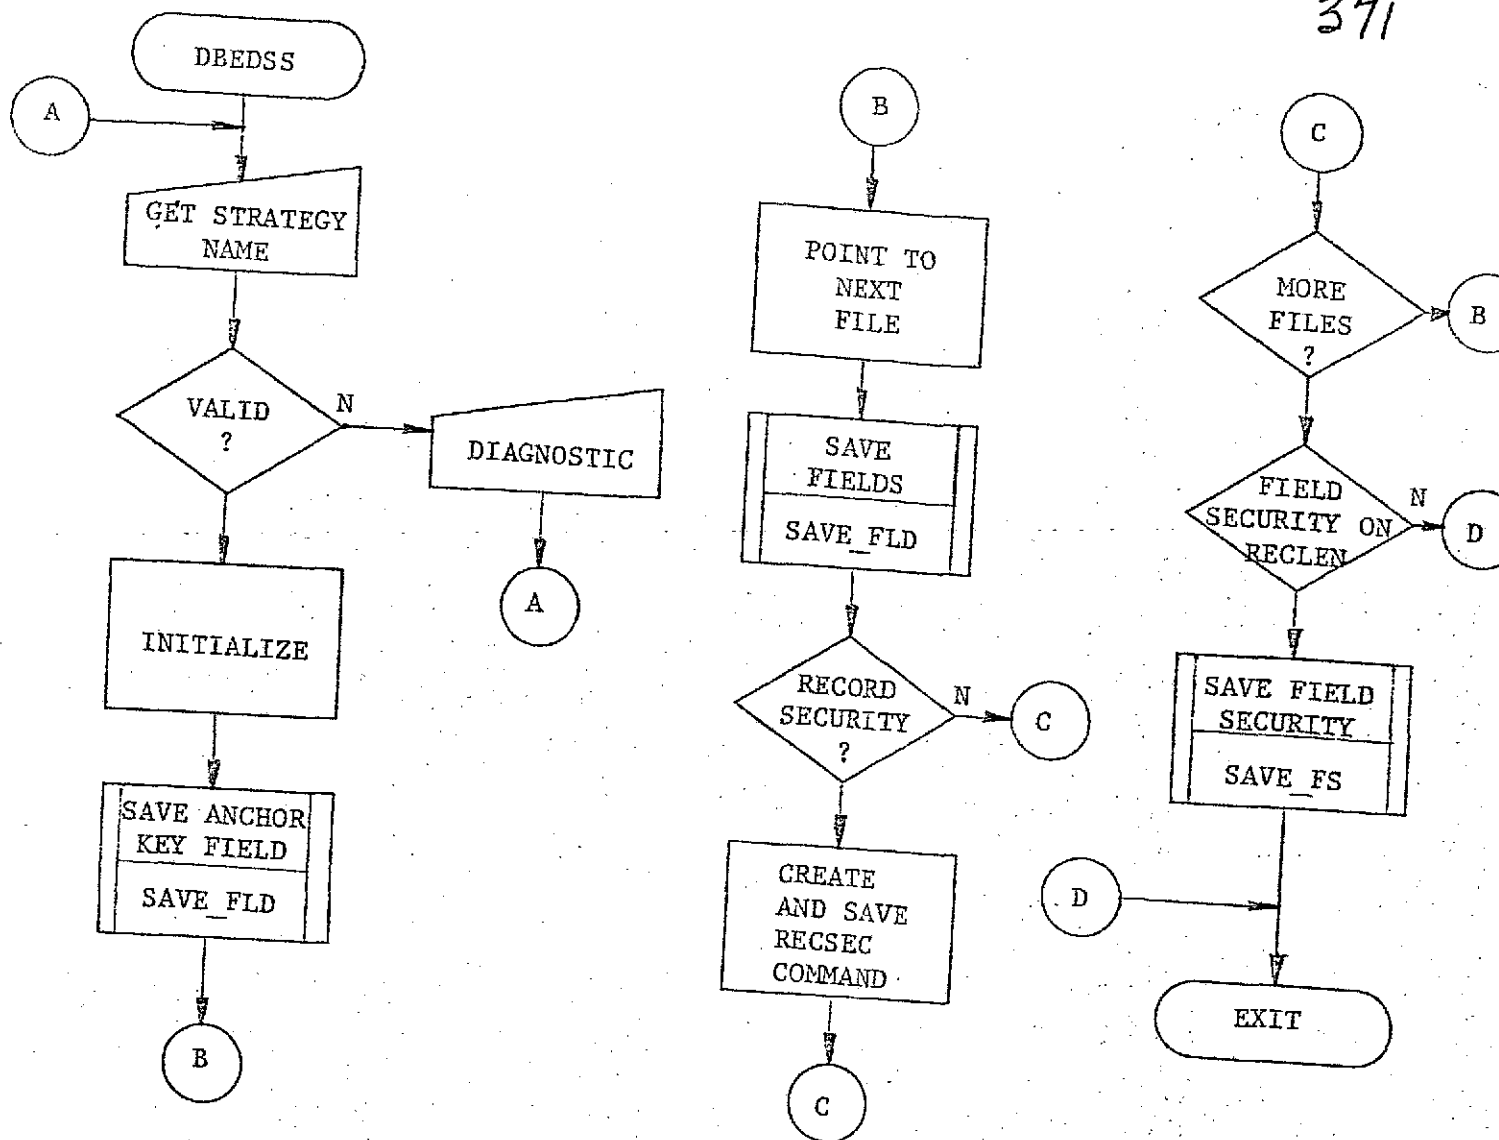 371
DBEDSS
A
GET STRATEGY
NAME
VALID
?
N
DIAGNOSTIC
A
INITIALIZE
SAVE ANCHOR
KEY FIELD
SAVE_FLD
B
B
POINT TO
NEXT
FILE
SAVE
FIELDS
SAVE_FLD
RECORD
SECURITY
?
N
C
CREATE
AND SAVE
RECSEC
COMMAND
C
C
MORE
FILES
?
B
FIELD
SECURITY ON
RECLEN
N
D
SAVE FIELD
SECURITY
SAVE_FS
D
EXIT